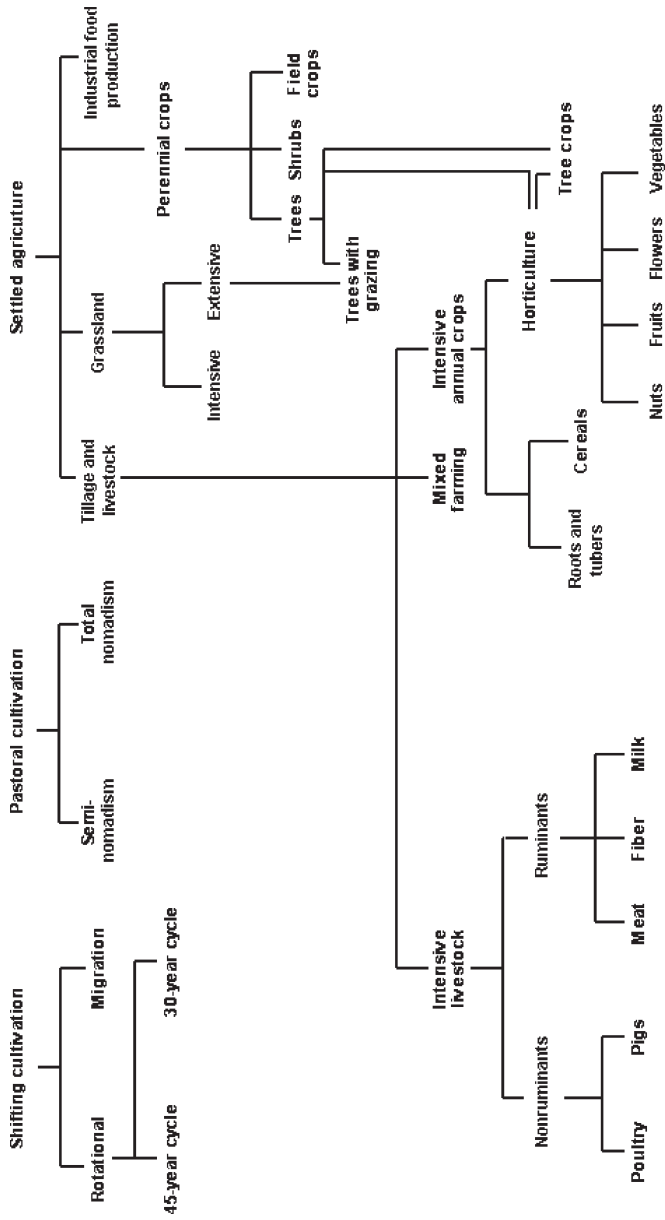 Shifting cultivation
Rotational
Migration
45-year cycle
30-year cycle
Pastoral cultivation
Semi-
nomadism
Total
nomadism
Settled agricuture
Tillage and
livestock
Grassland
Perennial crops
Industrial food
production
Intensive
Extensive
Trees
Shrubs
Field
crops
Trees with
grazing
Tree crops
Intensive
livestock
Mixed
farming
Intensive
annual crops
Nonruminants
Ruminants
Poultry
Pigs
Meat
Fiber
Milk
Roots and
tubers
Cereals
Horticulture
Nuts
Fruits
Flowers
Vegetables